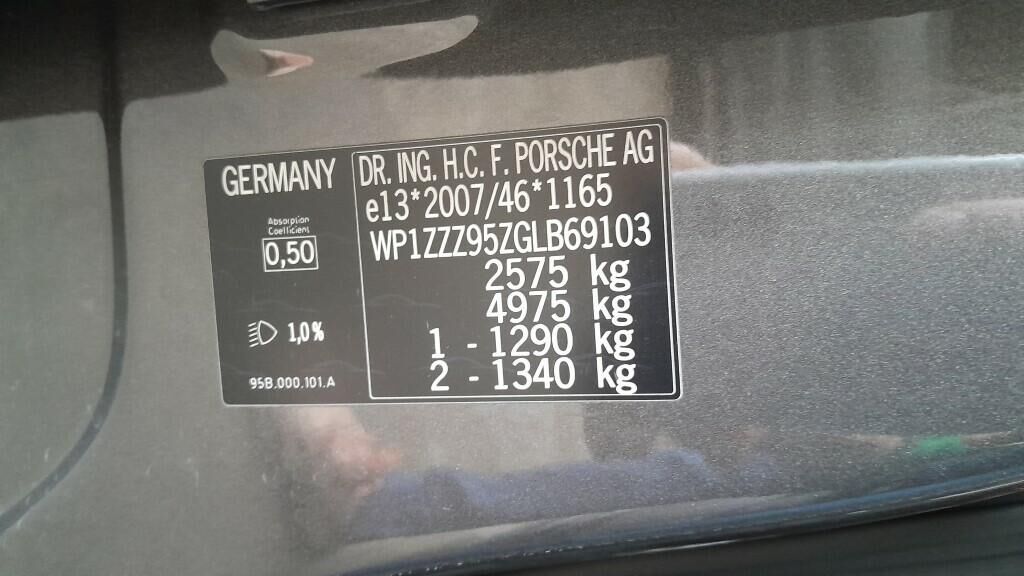 GERMANY
Absorption
Coefficient
0,50
1,0%
95B.000.101.A
DR. ING. H.C. F. PORSCHE AG
e13*2007/46*1165
WP1ZZZ95ZGLB69103
2575 kg
4975 kg
1 - 1290 kg
2 - 1340 kg